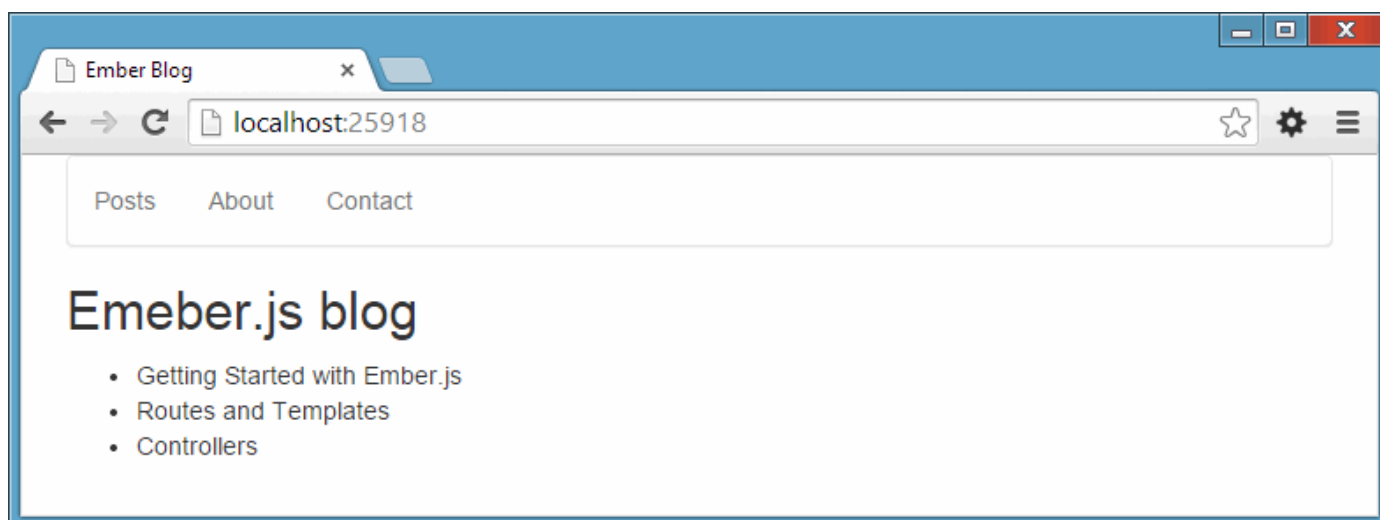 Ember Blog
localhost:25918
Posts About Contact
Emeber.js blog
Getting Started with Ember.js
Routes and Templates
Controllers